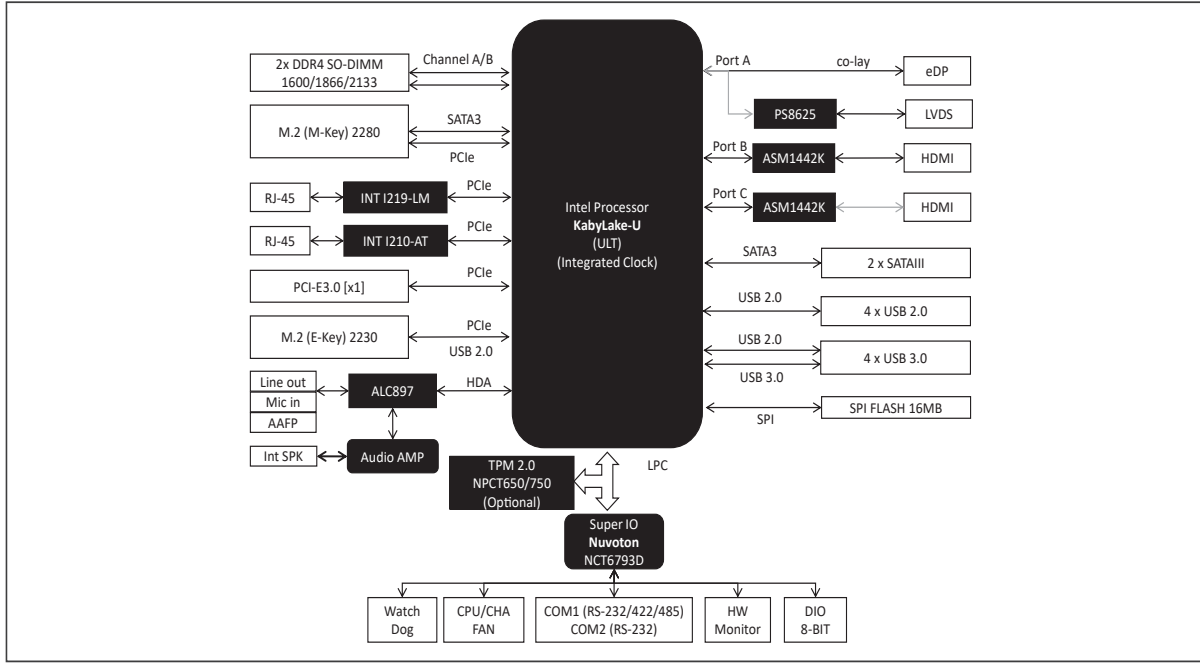 2x DDR4 SO-DIMM
1600/1866/2133
Channel A/B
M.2 (M-Key) 2280
SATA3
PCIe
RJ-45
INT I219-LM
PCIe
RJ-45
INT I210-AT
PCIe
PCI-E3.0 [x1]
PCIe
M.2 (E-Key) 2230
PCIe
USB 2.0
Line out
Mic in
AAFP
ALC897
HDA
Int SPK
Audio AMP
Intel Processor
KabyLake-U
(ULT)
(Integrated Clock)
Port A
co-lay
eDP
PS8625
LVDS
Port B
ASM1442K
HDMI
Port C
ASM1442K
HDMI
SATA3
2 x SATAIII
USB 2.0
4 x USB 2.0
USB 2.0
USB 3.0
4 x USB 3.0
SPI
SPI FLASH 16MB
TPM 2.0
NPCT650/750
(Optional)
LPC
Super IO
Nuvoton
NCT6793D
Watch
Dog
CPU/CHA
FAN
COM1 (RS-232/422/485)
COM2 (RS-232)
HW
Monitor
DIO
8-BIT